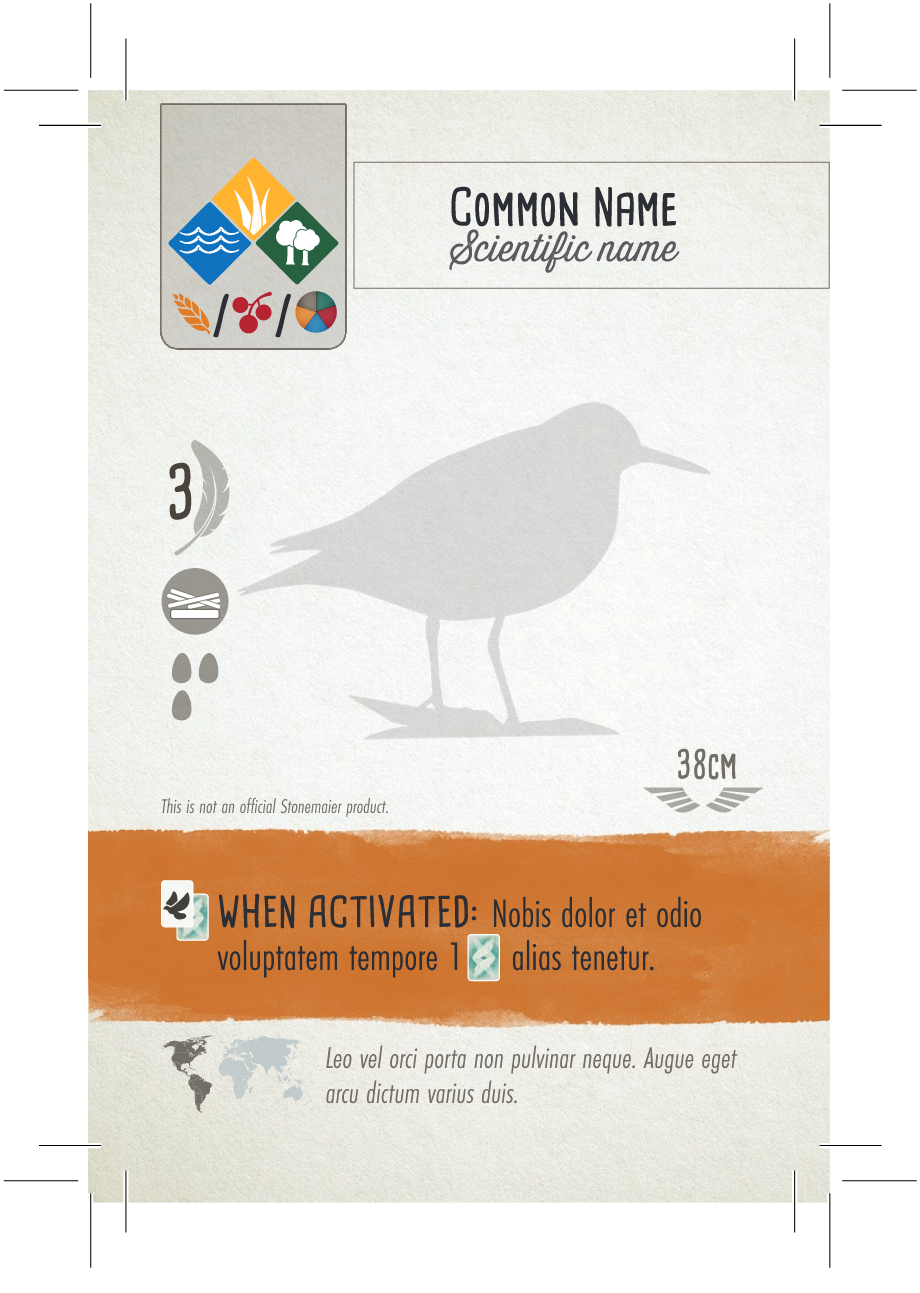 Common Name
Scientific name
3
38cm
This is not an official Stonemaier product.
WHEN ACTIVATED: Nobis dolor et odio
voluptatem tempore 1 alias tenetur.
Leo vel orci porta non pulvinar neque. Augue eget
arcu dictum varius duis.